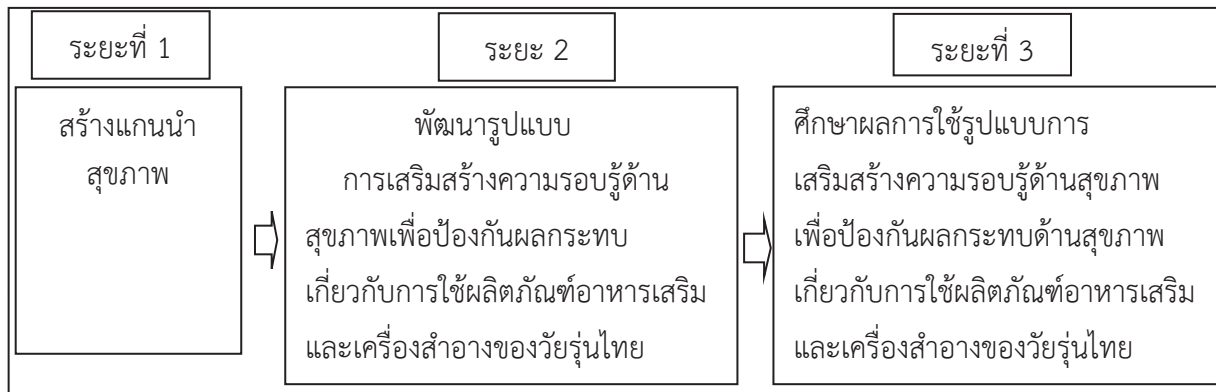 ระยะที่ 1
สร้างแกนนำ
สุขภาพ
ระยะ 2
พัฒนารูปแบบ
การเสริมสร้างความรอบรู้ด้าน
สุขภาพเพื่อป้องกันผลกระทบ
เกี่ยวกับการใช้ผลิตภัณฑ์อาหารเสริม
และเครื่องสำอางของวัยรุ่นไทย
ระยะที่ 3
ศึกษาผลการใช้รูปแบบการ
เสริมสร้างความรอบรู้ด้านสุขภาพ
เพื่อป้องกันผลกระทบด้านสุขภาพ
เกี่ยวกับการใช้ผลิตภัณฑ์อาหารเสริม
และเครื่องสำอางของวัยรุ่นไทย